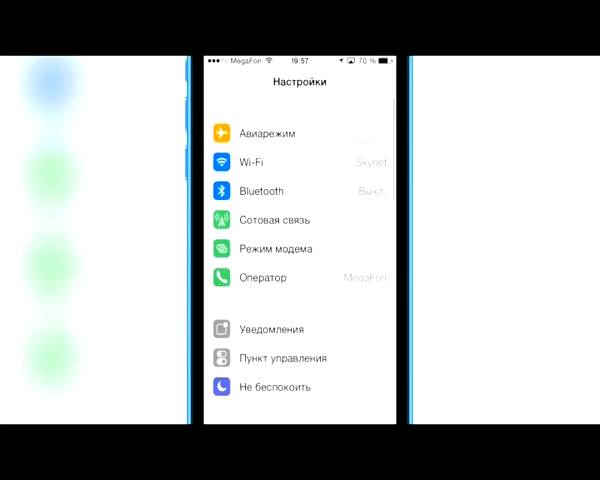 MegaFon 19:57 70 %
Настройки
Авиарежим
Wi-Fi Skynet
Bluetooth Выкл.
Сотовая связь
Режим модема
Оператор MegaFon
Уведомления
Пункт управления
Не беспокоить